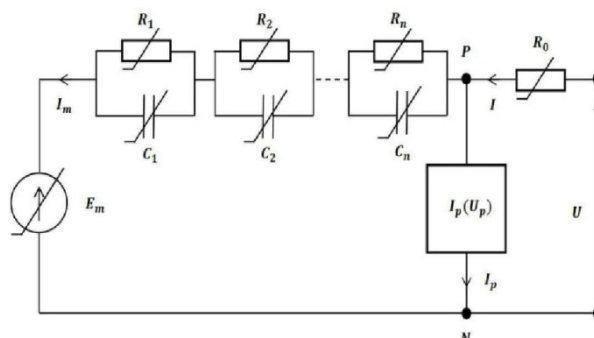 R₁ R₂ Rₙ P R₀
Iₘ I
C₁ C₂ Cₙ
Eₘ Iₚ(Uₚ) U
Iₚ